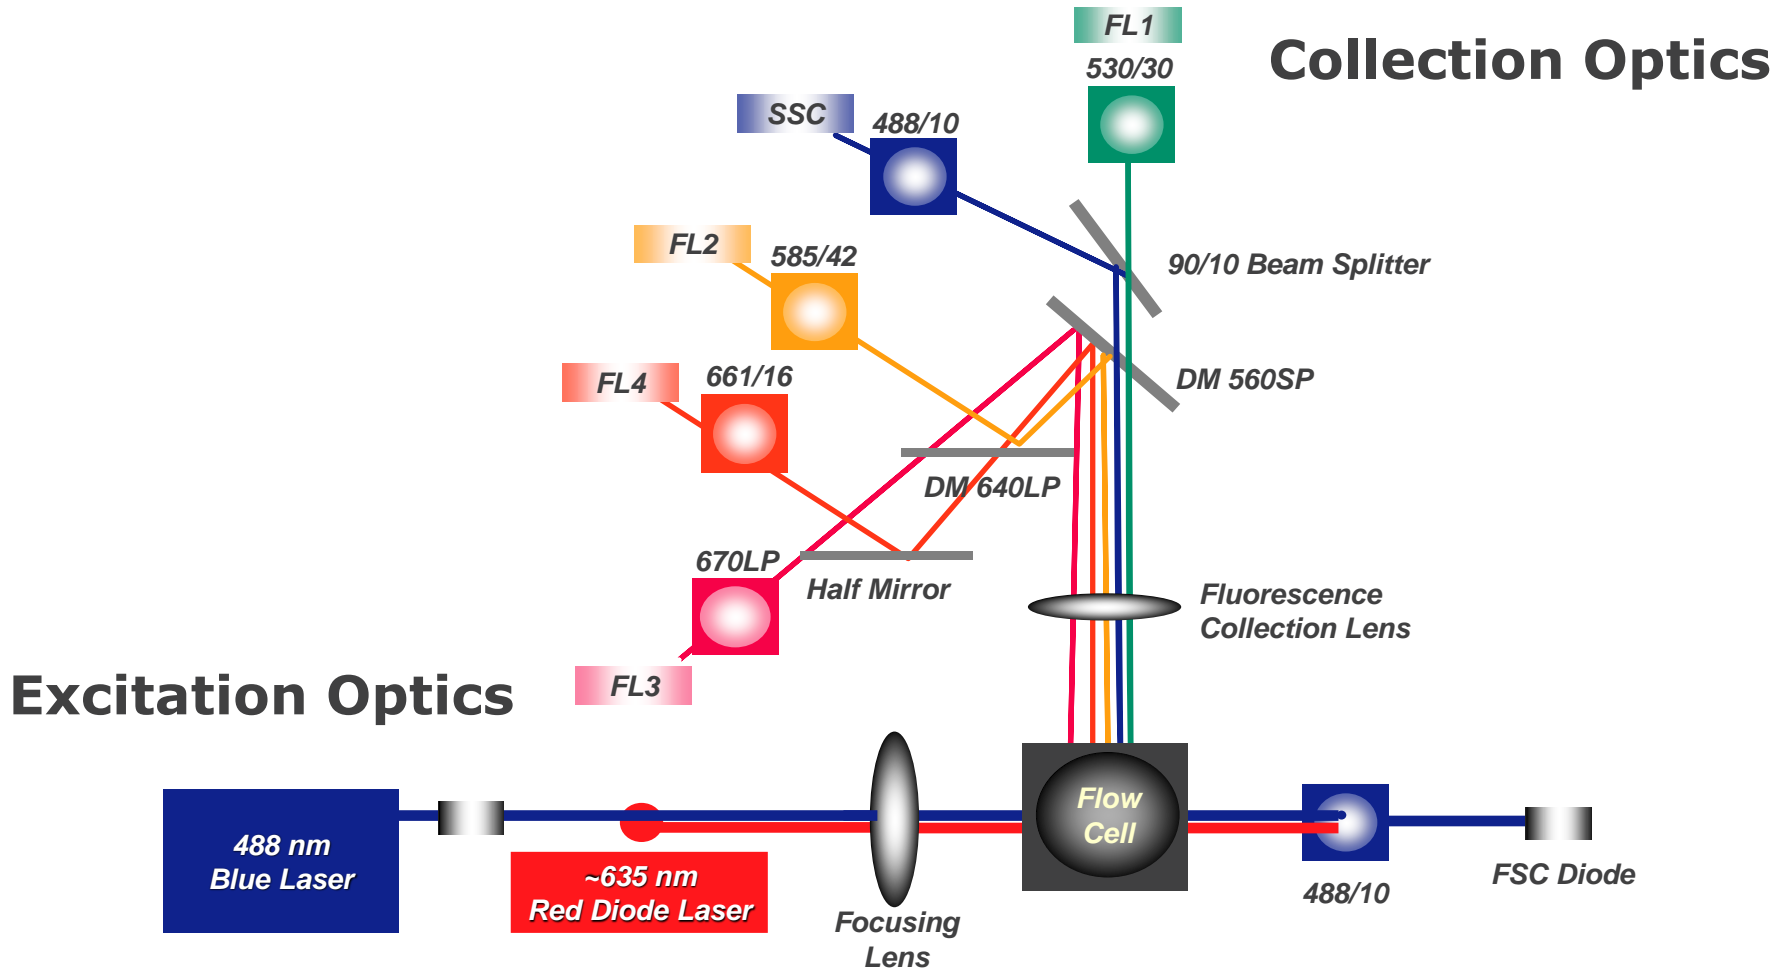 FL1
Collection Optics
530/30
SSC
488/10
90/10 Beam Splitter
FL2
585/42
DM 560SP
FL4
661/16
DM 640LP
670LP
Half Mirror
Fluorescence
Collection Lens
FL3
Excitation Optics
488 nm
Blue Laser
~635 nm
Red Diode Laser
Focusing
Lens
Flow
Cell
488/10
FSC Diode